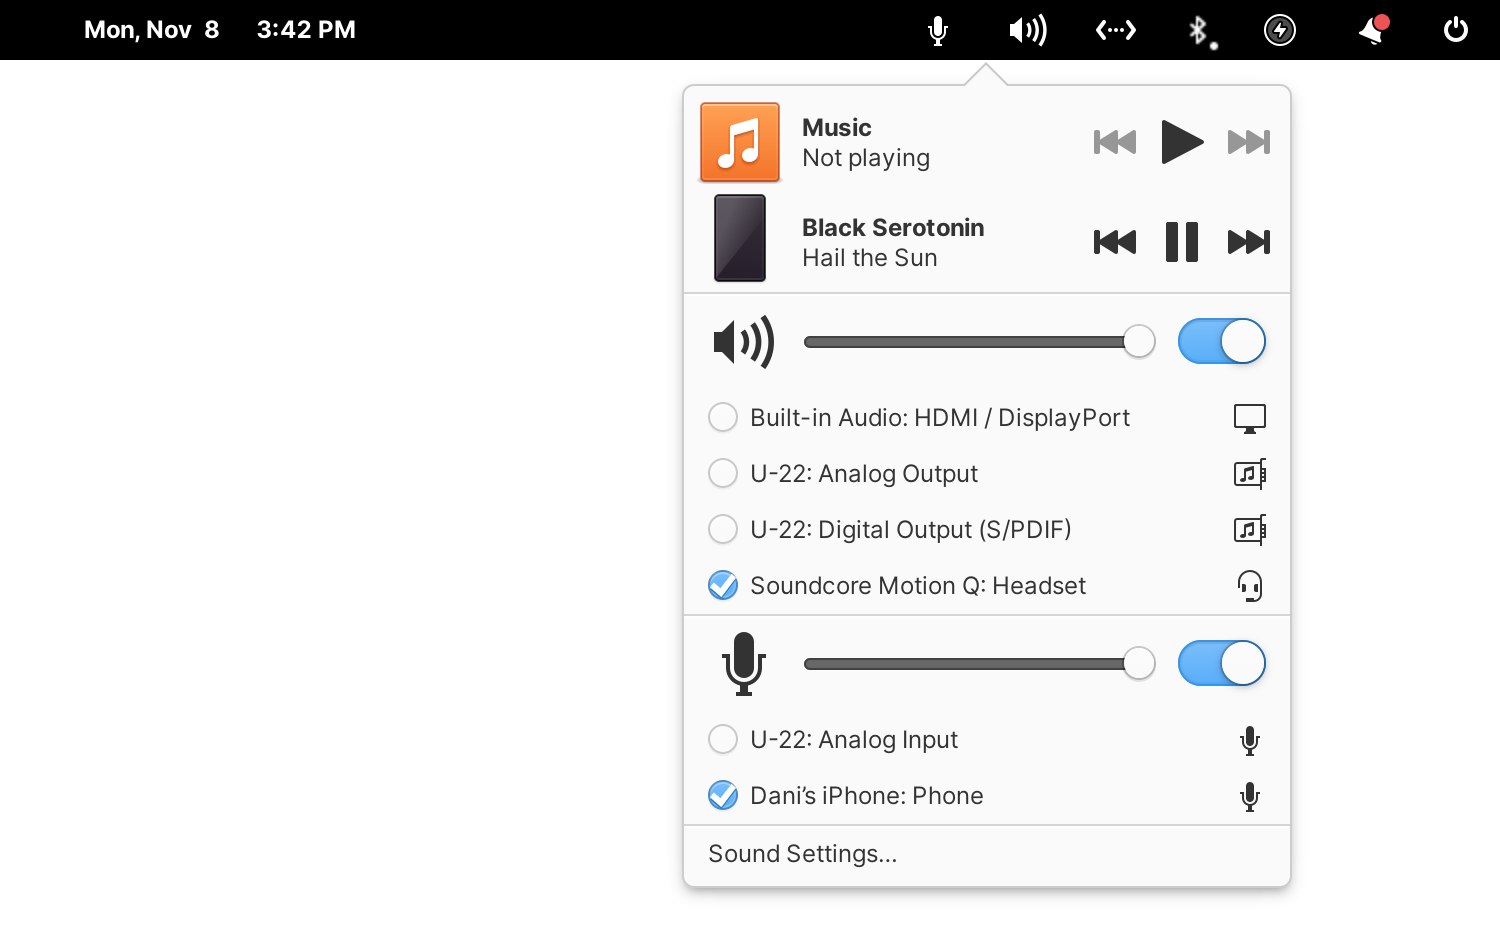 Mon, Nov 8 3:42 PM
Music
Not playing
Black Serotonin
Hail the Sun
Built-in Audio: HDMI / DisplayPort
U-22: Analog Output
U-22: Digital Output (S/PDIF)
Soundcore Motion Q: Headset
U-22: Analog Input
Dani’s iPhone: Phone
Sound Settings…